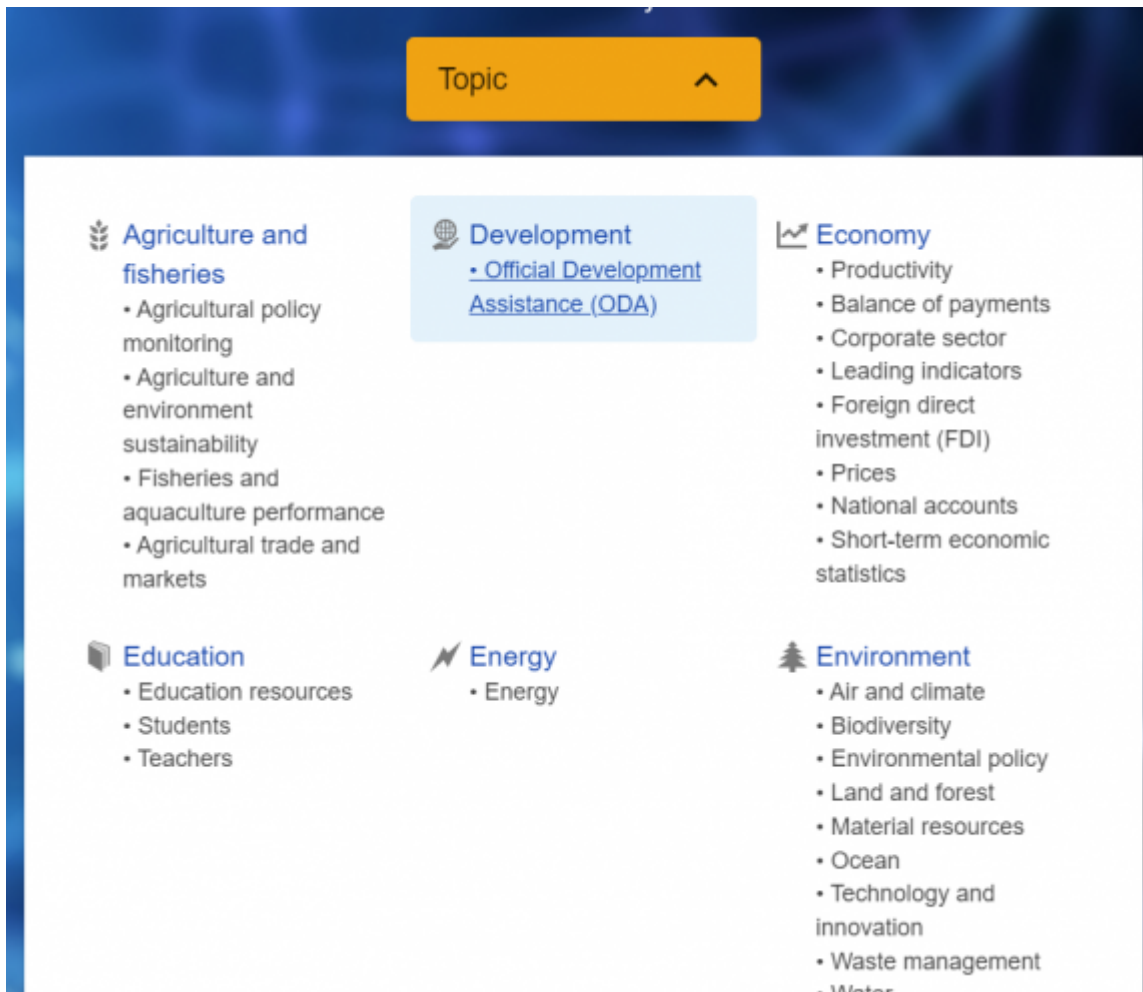 Topic
Agriculture and
fisheries
• Agricultural policy
monitoring
• Agriculture and
environment
sustainability
• Fisheries and
aquaculture performance
• Agricultural trade and
markets
Development
• Official Development
Assistance (ODA)
Economy
• Productivity
• Balance of payments
• Corporate sector
• Leading indicators
• Foreign direct
investment (FDI)
• Prices
• National accounts
• Short-term economic
statistics
Education
• Education resources
• Students
• Teachers
Energy
• Energy
Environment
• Air and climate
• Biodiversity
• Environmental policy
• Land and forest
• Material resources
• Ocean
• Technology and
innovation
• Waste management
• Water